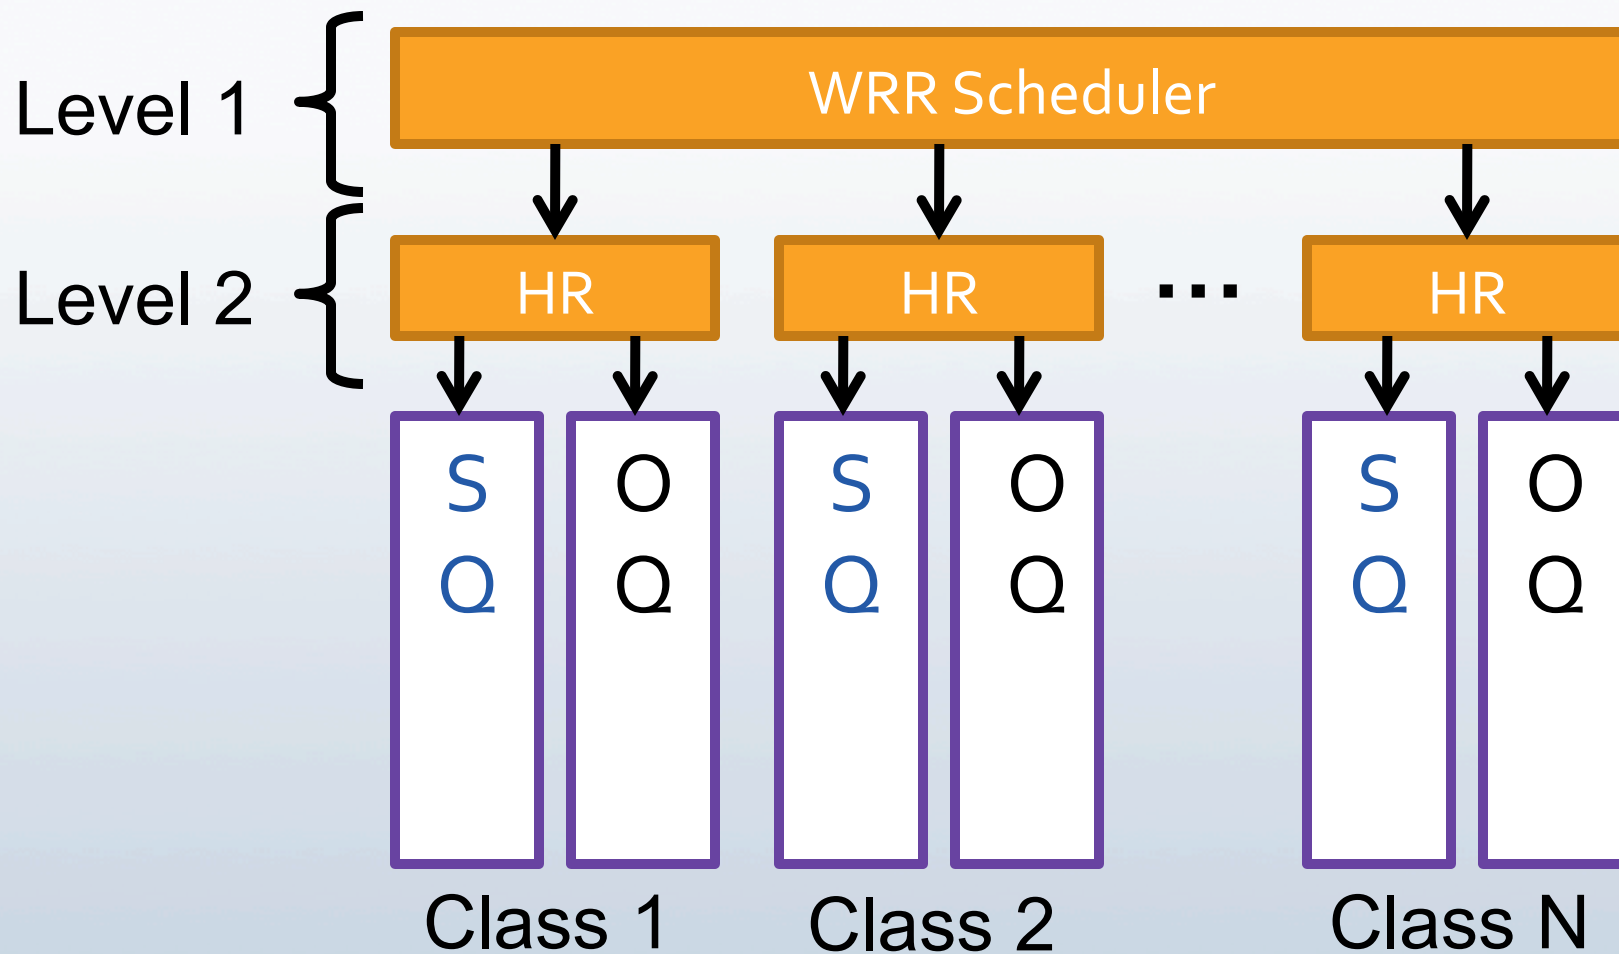 Level 1
WRR Scheduler
Level 2
HR
HR
...
HR
S
Q
O
Q
S
Q
O
Q
S
Q
O
Q
Class 1
Class 2
Class N